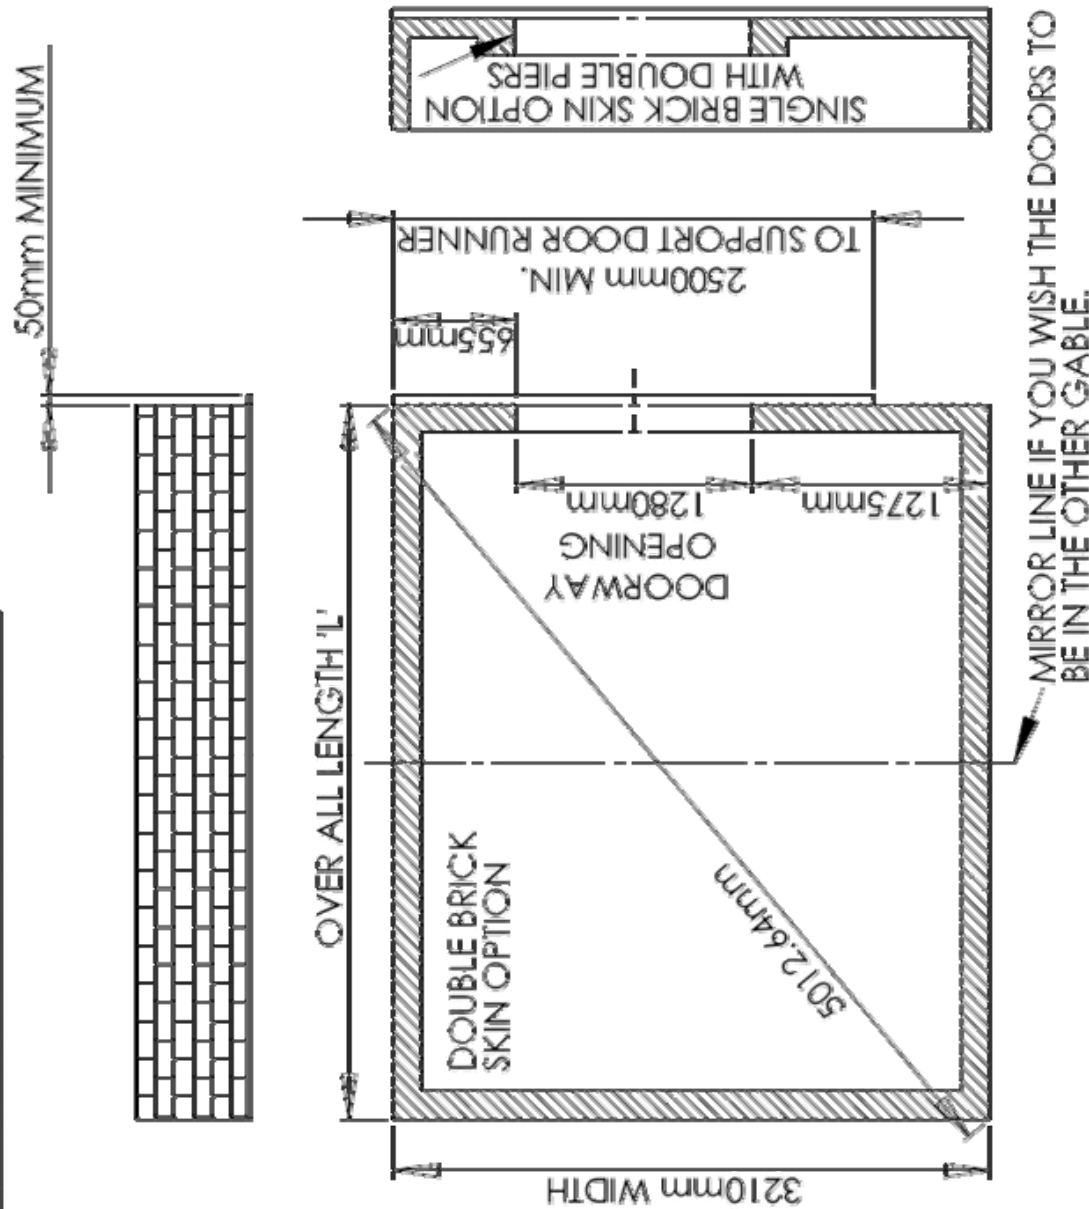 50mm MINIMUM
SINGLE BRICK SKIN OPTION
WITH DOUBLE PIERS
2500mm MIN.
TO SUPPORT DOOR RUNNER
655mm
DOORWAY
OPENING
1280mm
1275mm
OVER ALL LENGTH 'L'
DOUBLE BRICK
SKIN OPTION
5012.64mm
3210mm WIDTH
MIRROR LINE IF YOU WISH THE DOORS TO
BE IN THE OTHER GABLE.